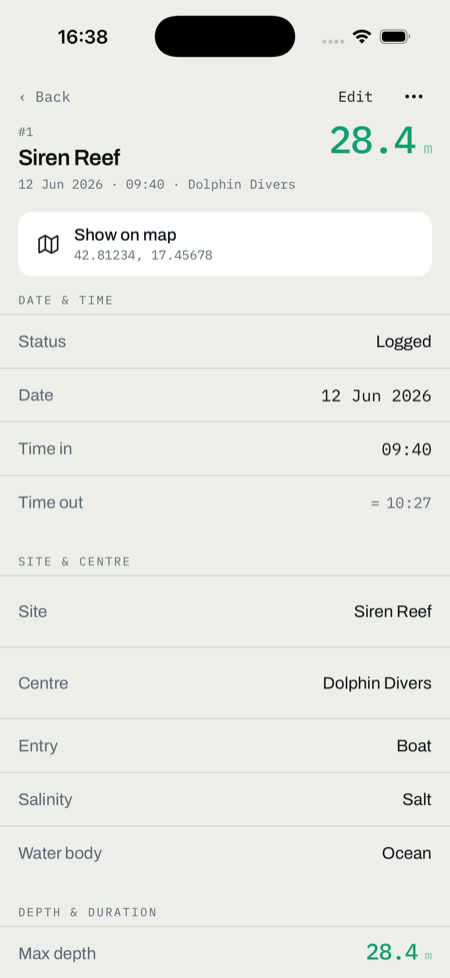 16:38
‹ Back
Edit
#1
Siren Reef
28.4 m
12 Jun 2026 · 09:40 · Dolphin Divers
Show on map
42.81234, 17.45678
DATE & TIME
Status Logged
Date 12 Jun 2026
Time in 09:40
Time out = 10:27
SITE & CENTRE
Site Siren Reef
Centre Dolphin Divers
Entry Boat
Salinity Salt
Water body Ocean
DEPTH & DURATION
Max depth 28.4 m